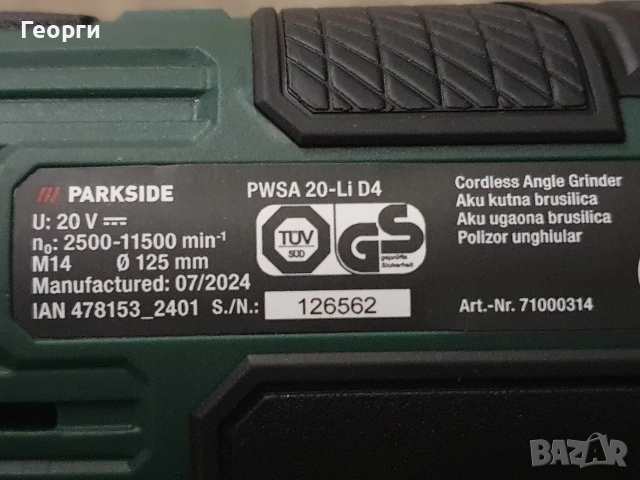 Георги
PARKSIDE
U: 20 V
n₀: 2500-11500 min⁻¹
M14 Ø 125 mm
Manufactured: 07/2024
IAN 478153_2401 S./N.: 126562
PWSA 20-Li D4
TÜV
SÜD
GS
geprüfte
Sicherheit
Cordless Angle Grinder
Aku kutna brusilica
Aku ugaona brusilica
Polizor unghiular
Art.-Nr. 71000314
BAZAR